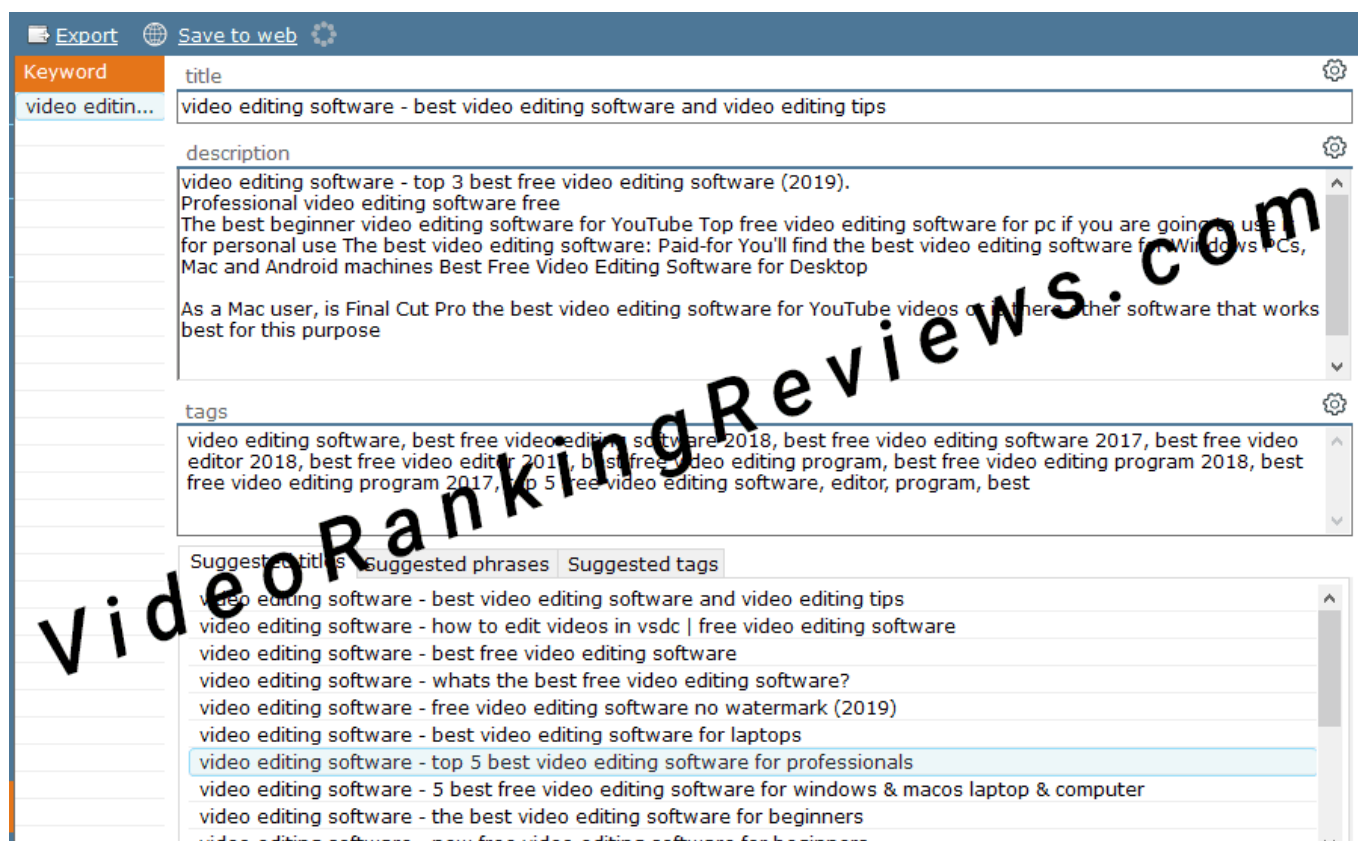 Export Save to web
Keyword
title
video editin...
video editing software - best video editing software and video editing tips
description
video editing software - top 3 best free video editing software (2019).
Professional video editing software free
The best beginner video editing software for YouTube Top free video editing software for pc if you are going to use it
for personal use The best video editing software: Paid-for You'll find the best video editing software for Windows PCs,
Mac and Android machines Best Free Video Editing Software for Desktop
As a Mac user, is Final Cut Pro the best video editing software for YouTube videos or is there other software that works
best for this purpose
tags
video editing software, best free video editing software 2018, best free video editing software 2017, best free video
editor 2018, best free video editor best free video editing program, best free video editing program 2018, best
free video editing program 2017, top 5 free video editing software, editor, program, best
Suggested titles Suggested phrases Suggested tags
video editing software - best video editing software and video editing tips
video editing software - how to edit videos in vsdc | free video editing software
video editing software - best free video editing software
video editing software - whats the best free video editing software?
video editing software - free video editing software no watermark (2019)
video editing software - best video editing software for laptops
video editing software - top 5 best video editing software for professionals
video editing software - 5 best free video editing software for windows & macos laptop & computer
video editing software - the best video editing software for beginners
video editing software - new free video editing software for beginners
VideoRankingReviews.com